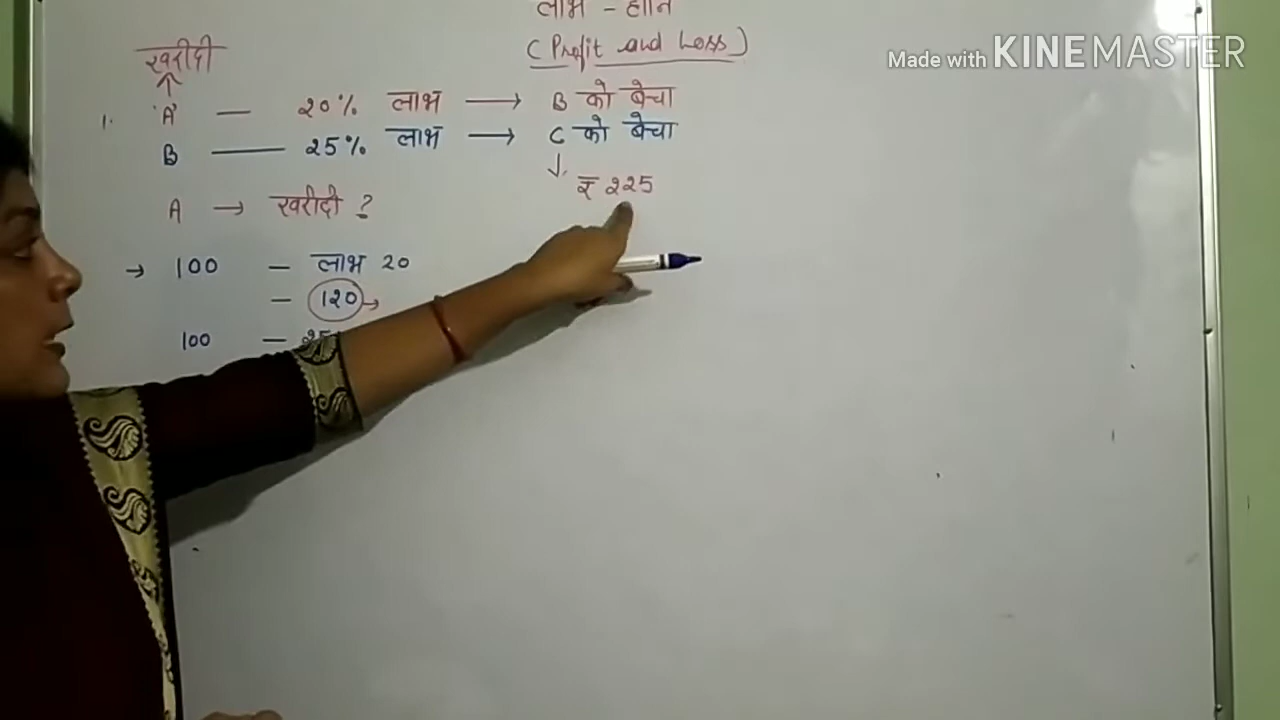 लाभ - हानि
(Profit and Loss)
Made with KINEMASTER
खरीदी
1. 'A' — 20% लाभ → B को बेचा
B — 25% लाभ → C को बेचा
₹ 225
A → खरीदी ?
→ 100 — लाभ 20
— 120 →
100 — 25